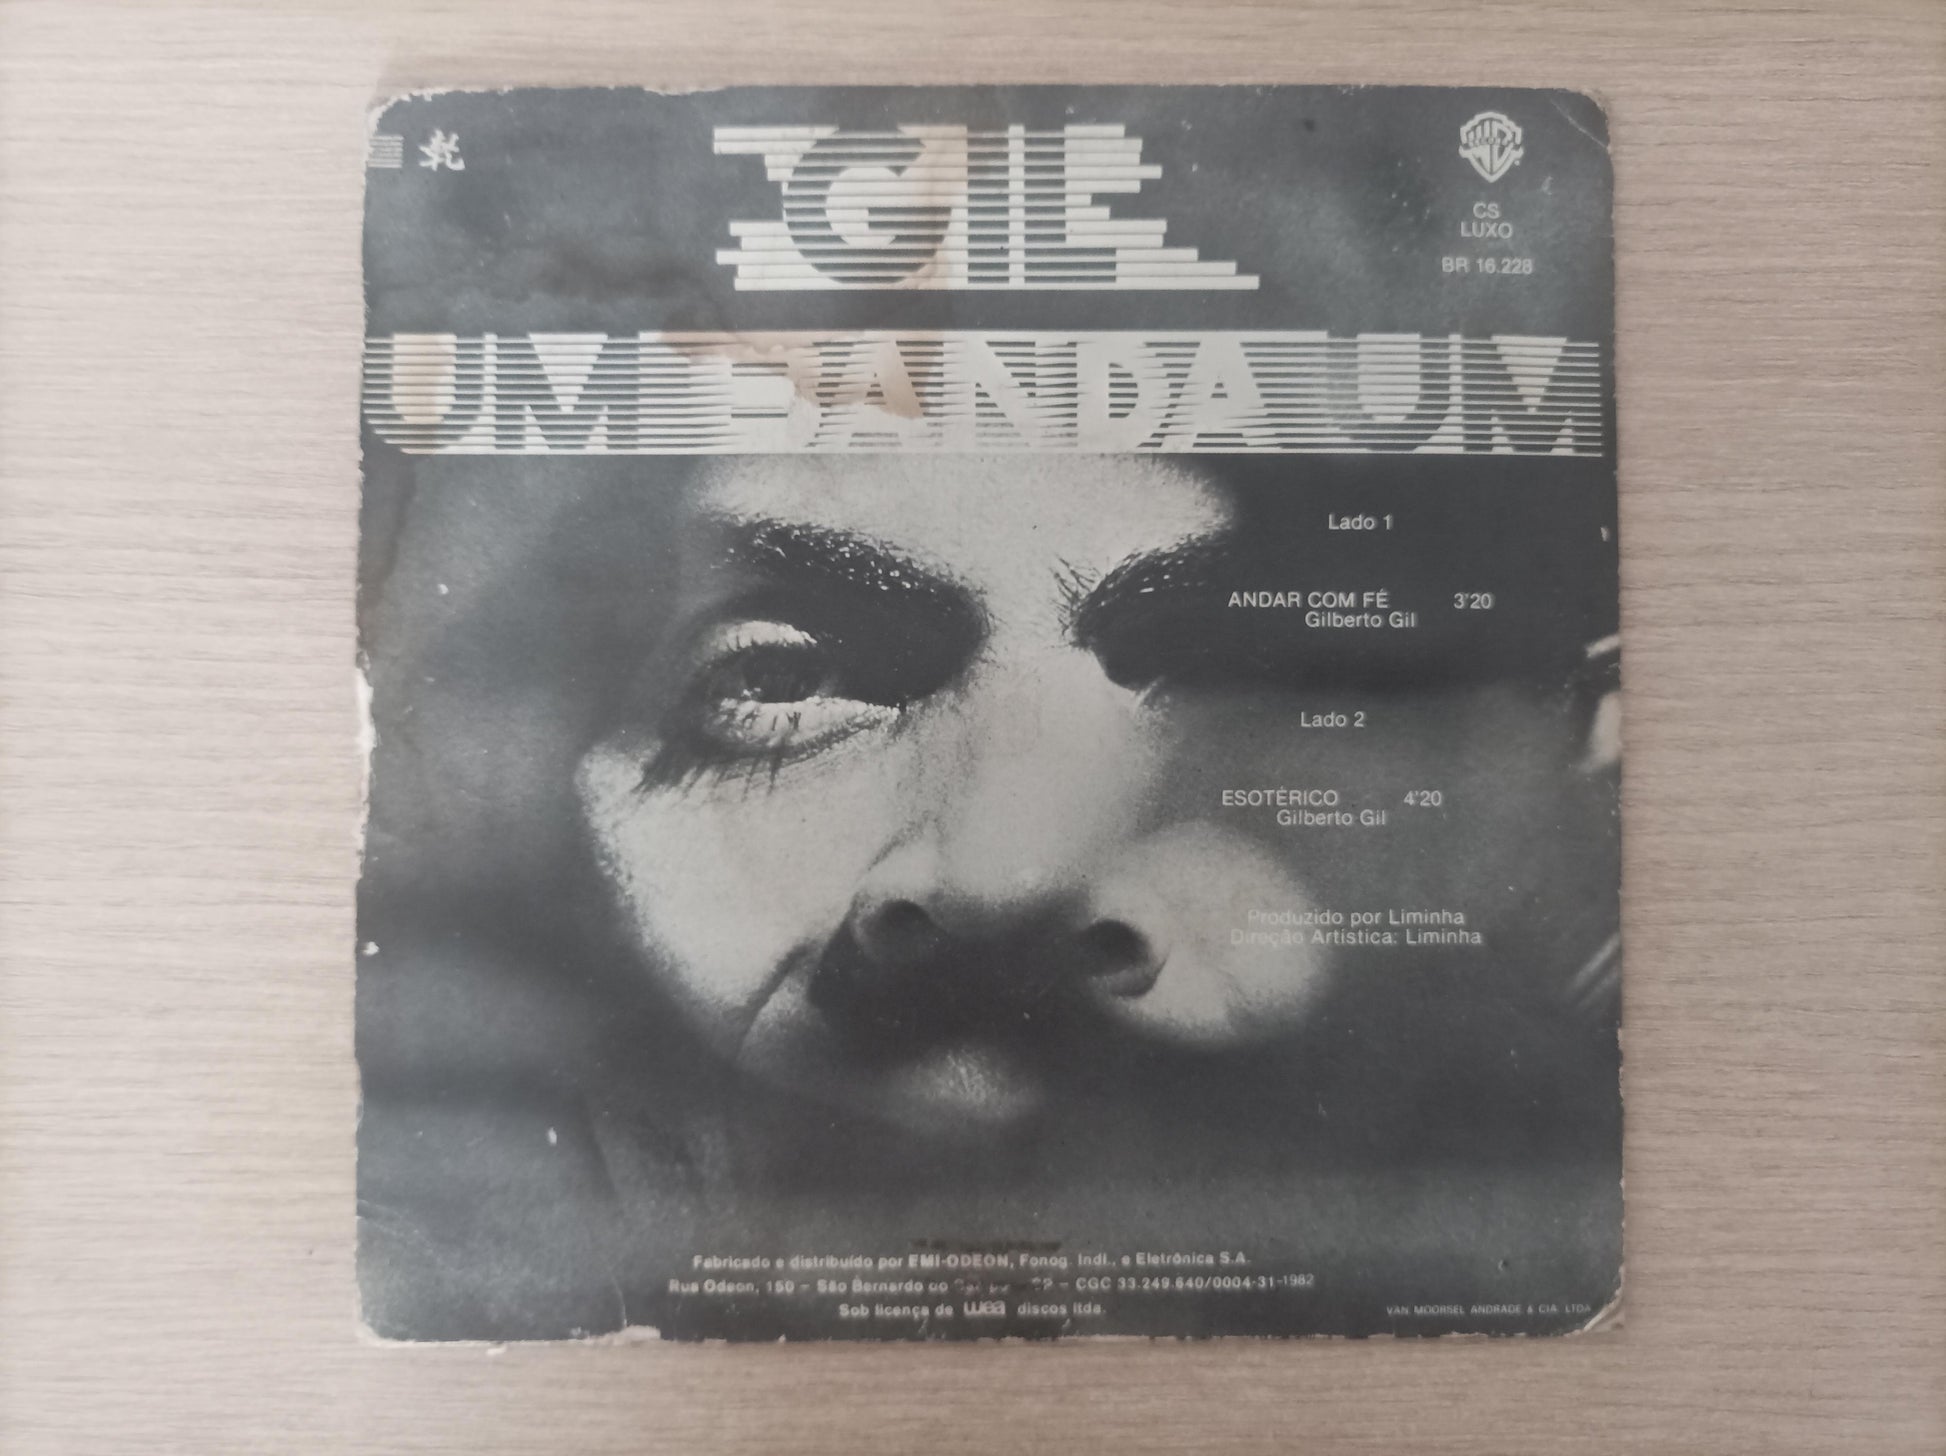 乾
GIL
CS
LUXO
BR 16.228
UM BANDA UM
Lado 1
ANDAR COM FÉ 3'20
Gilberto Gil
Lado 2
ESOTÉRICO 4'20
Gilberto Gil
Produzido por Liminha
Direção Artística: Liminha
Fabricado e distribuído por EMI-ODEON, Fonog. Indl., e Eletrônica S.A.
Rua Odeon, 150 – São Bernardo do – CGC 33.249.640/0004-31-1982
Sob licença de wea discos ltda.
VAN MOORSEL ANDRADE & CIA. LTDA